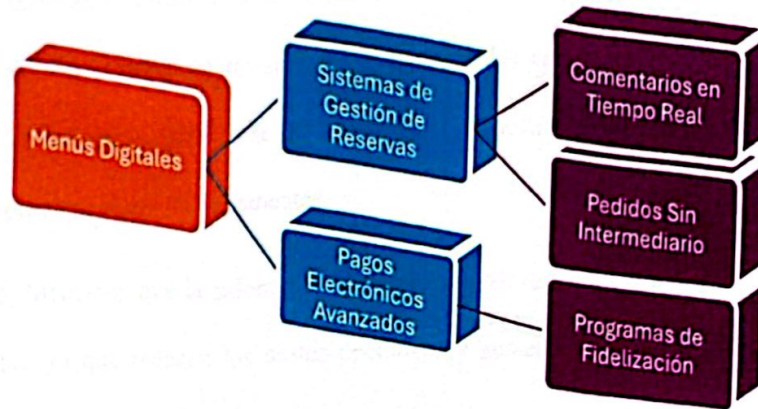 Menús Digitales
Sistemas de
Gestión de
Reservas
Pagos
Electrónicos
Avanzados
Comentarios en
Tiempo Real
Pedidos Sin
Intermediario
Programas de
Fidelización